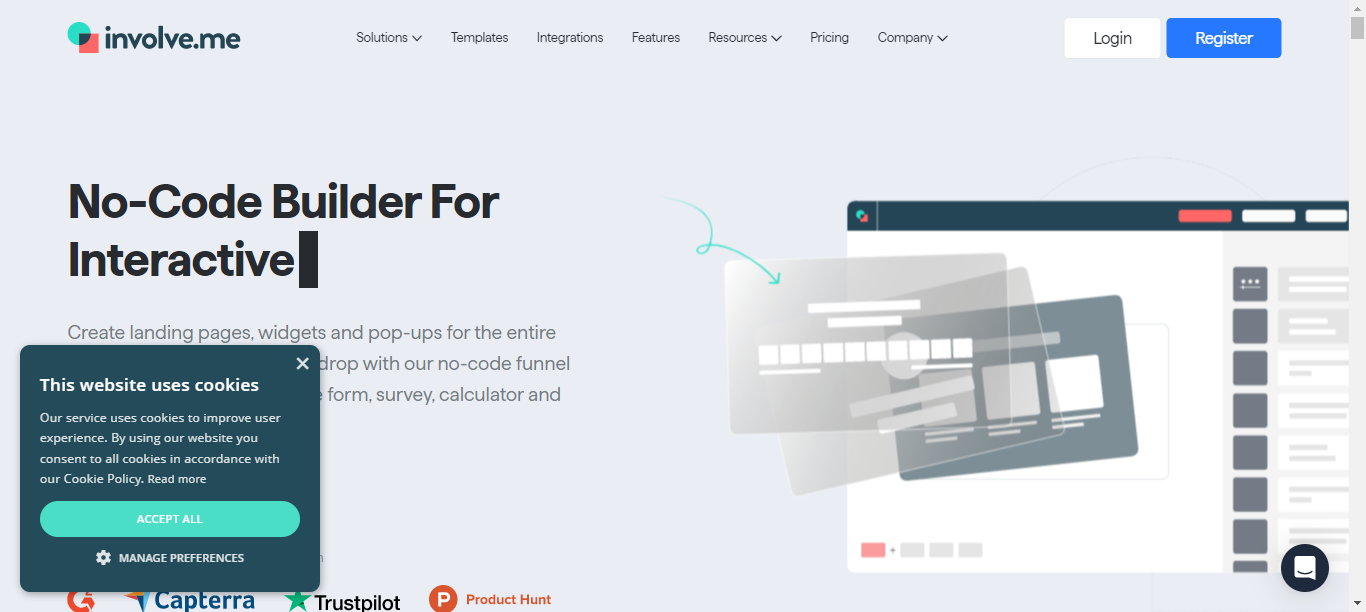 involve.me
Solutions
Templates
Integrations
Features
Resources
Pricing
Company
Login
Register
No-Code Builder For
Interactive
Create landing pages, widgets and pop-ups for the entire
drop with our no-code funnel
form, survey, calculator and
This website uses cookies
Our service uses cookies to improve user
experience. By using our website you
consent to all cookies in accordance with
our Cookie Policy. Read more
ACCEPT ALL
MANAGE PREFERENCES
Capterra
Trustpilot
Product Hunt